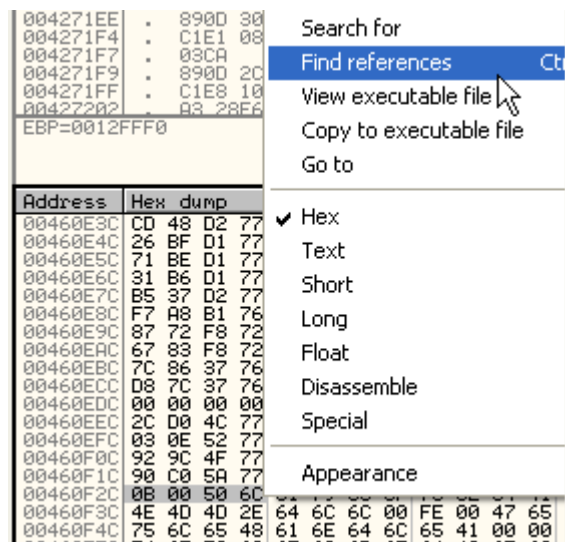 004271EE . 890D 30
004271F4 . C1E1 08
004271F7 . 03CA
004271F9 . 890D 2C
004271FF . C1E8 10
00427202 . A3 28E6
EBP=0012FFF0
Search for
Find references Ct
View executable file
Copy to executable file
Go to
Hex
Text
Short
Long
Float
Disassemble
Special
Appearance
Address Hex dump
00460E3C CD 48 D2 77
00460E4C 26 BF D1 77
00460E5C 71 BE D1 77
00460E6C 31 B6 D1 77
00460E7C B5 37 D2 77
00460E8C F7 A8 B1 76
00460E9C 87 72 F8 72
00460EAC 67 83 F8 72
00460EBC 7C 86 37 76
00460ECC D8 7C 37 76
00460EDC 00 00 00 00
00460EEC 2C D0 4C 77
00460EFC 03 0E 52 77
00460F0C 92 9C 4F 77
00460F1C 90 C0 5A 77
00460F2C 0B 00 50 6C
00460F3C 4E 4D 4D 2E 64 6C 6C 00 FE 00 47 65
00460F4C 75 6C 65 48 61 6E 64 6C 65 41 00 00